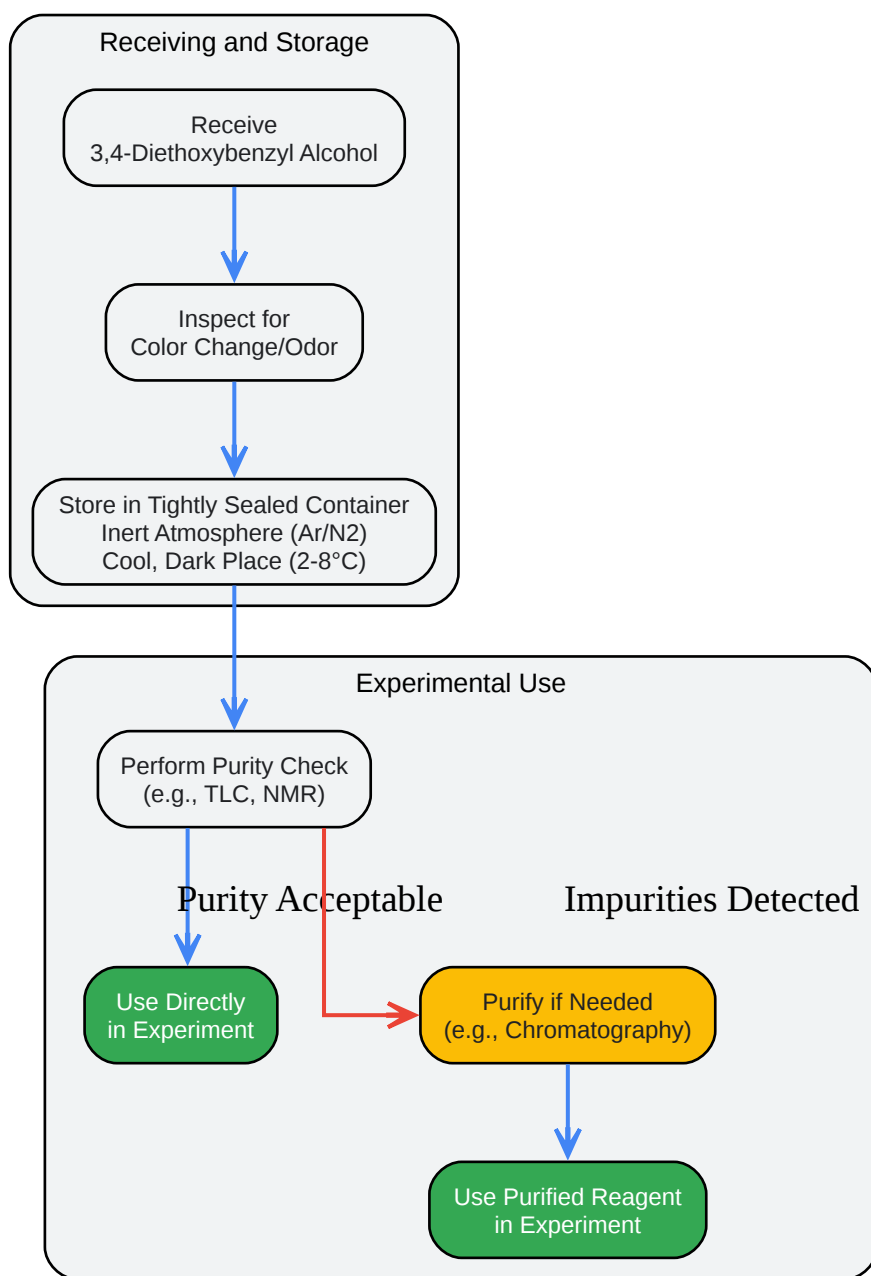 Receiving and Storage
Receive
3,4-Diethoxybenzyl Alcohol
Inspect for
Color Change/Odor
Store in Tightly Sealed Container
Inert Atmosphere (Ar/N2)
Cool, Dark Place (2-8°C)
Experimental Use
Perform Purity Check
(e.g., TLC, NMR)
Purity Acceptable
Impurities Detected
Use Directly
in Experiment
Purify if Needed
(e.g., Chromatography)
Use Purified Reagent
in Experiment